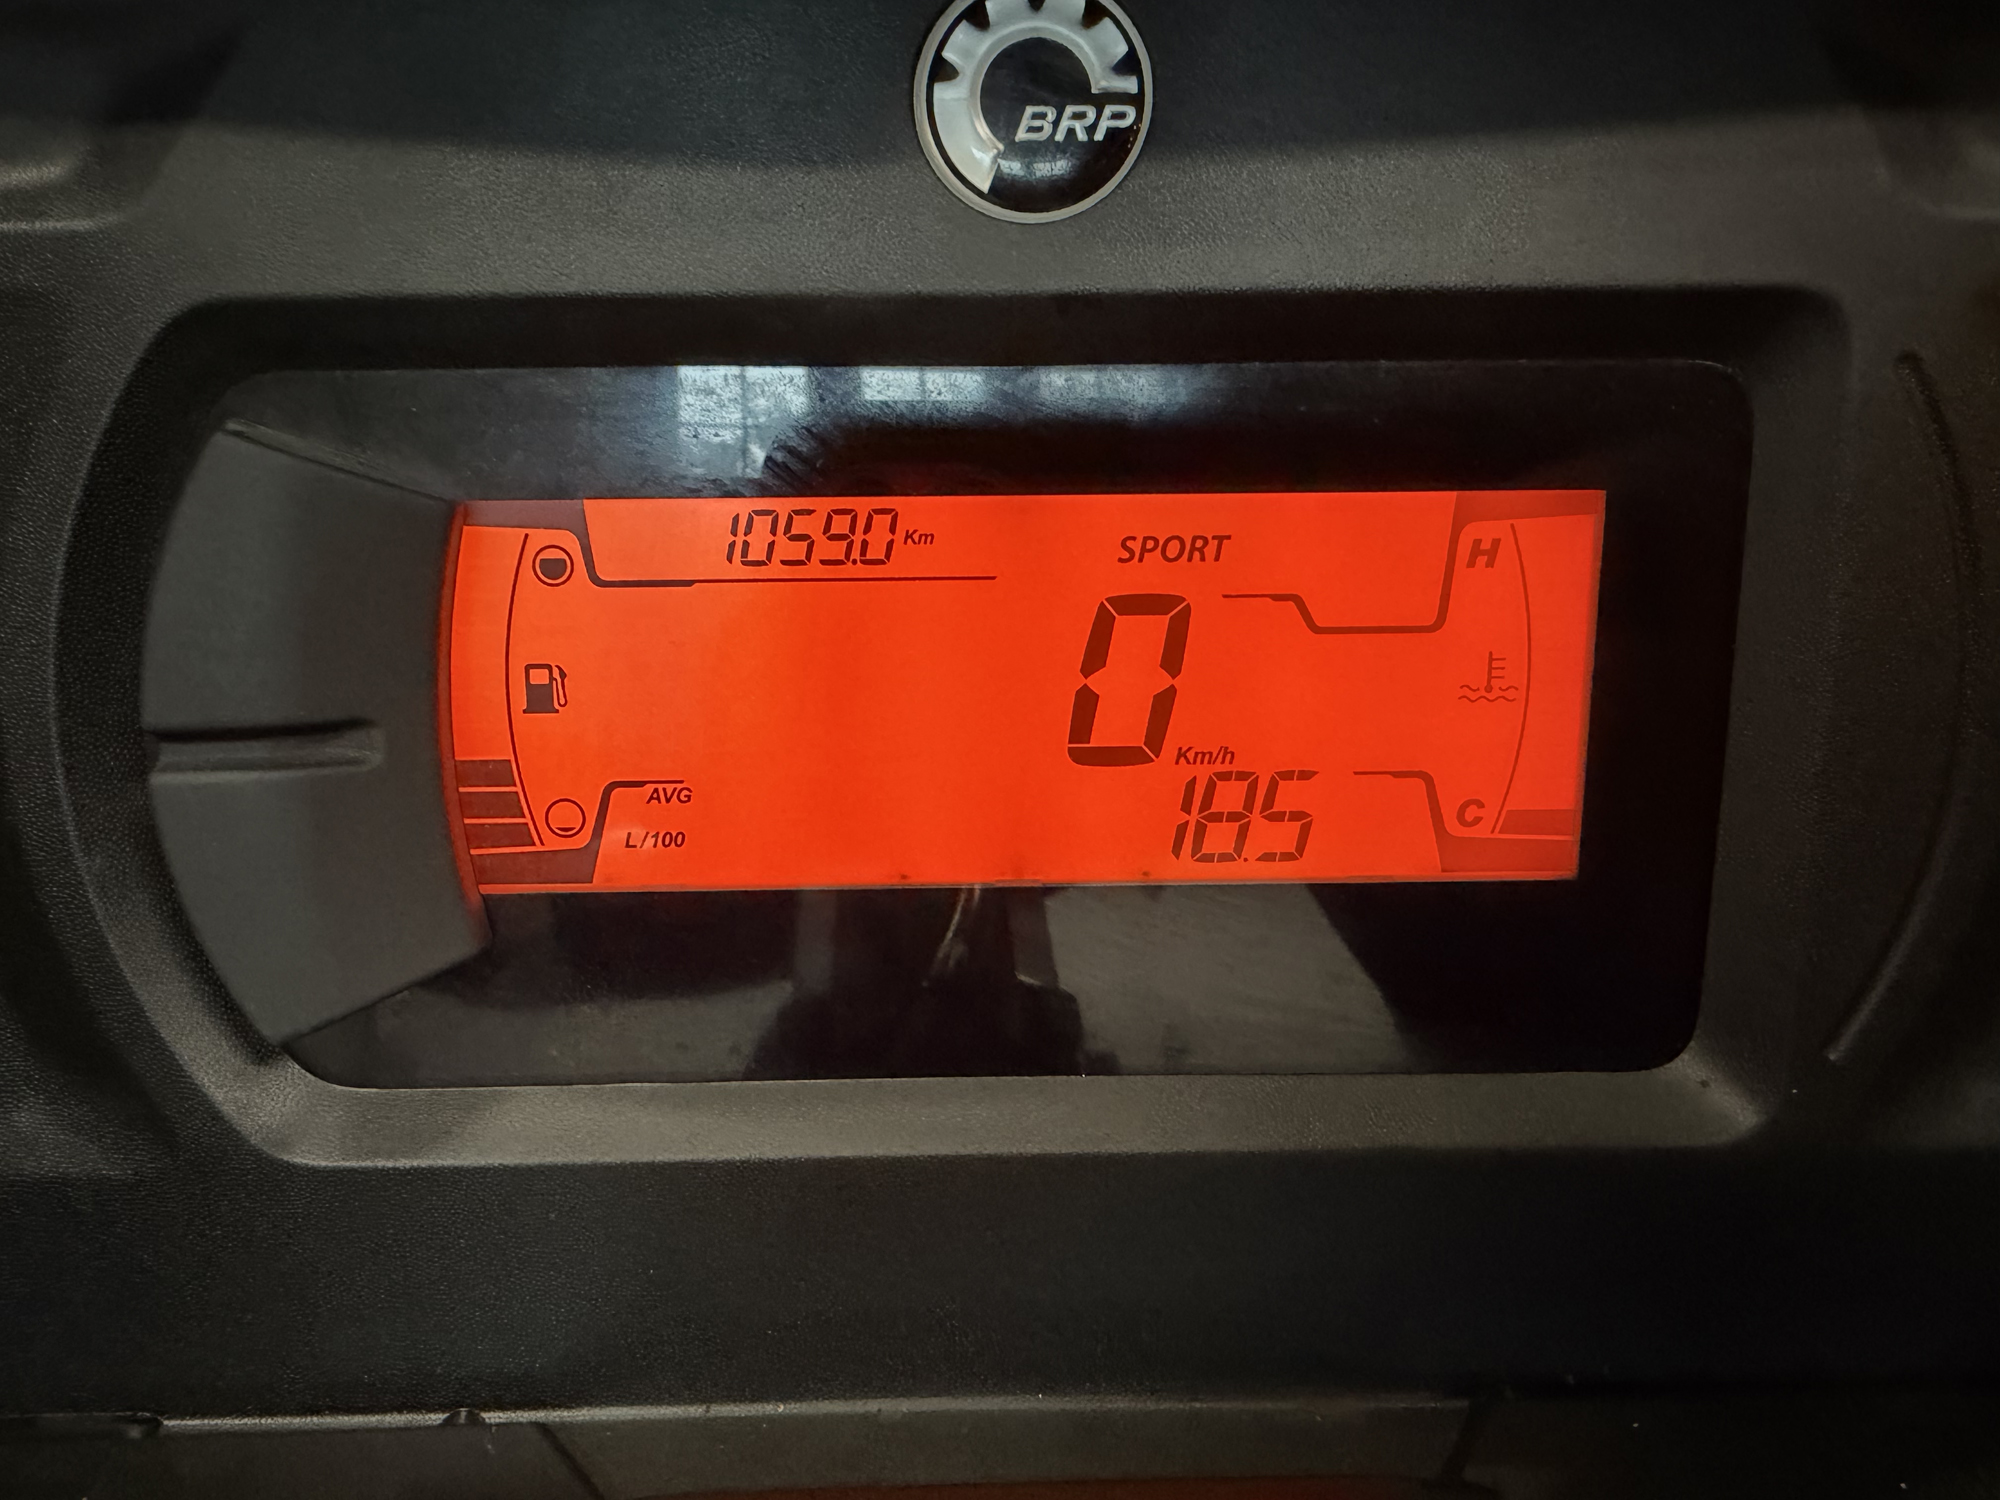 BRP
1059.0 Km
SPORT
H
0
Km/h
AVG
L/100
18.5
C